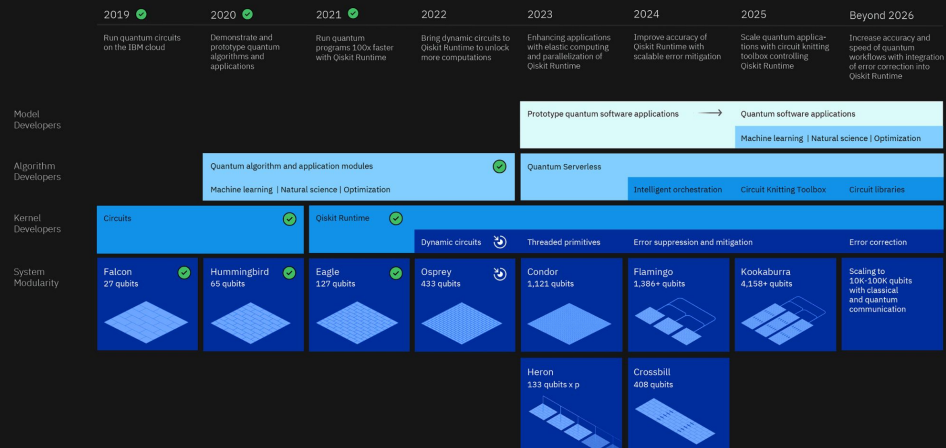 2019
2020
2021
2022
2023
2024
2025
Beyond 2026
Run quantum circuits
on the IBM cloud
Demonstrate and
prototype quantum
algorithms and
applications
Run quantum
programs 100x faster
with Qiskit Runtime
Bring dynamic circuits to
Qiskit Runtime to unlock
more computations
Enhancing applications
with elastic computing
and parallelization of
Qiskit Runtime
Improve accuracy of
Qiskit Runtime with
scalable error mitigation
Scale quantum applica-
tions with circuit knitting
toolbox controlling
Qiskit Runtime
Increase accuracy and
speed of quantum
workflows with integration
of error correction into
Qiskit Runtime
Model
Developers
Prototype quantum software applications →
Quantum software applications
Machine learning | Natural science | Optimization
Algorithm
Developers
Quantum algorithm and application modules
Machine learning | Natural science | Optimization
Quantum Serverless
Intelligent orchestration
Circuit Knitting Toolbox
Circuit libraries
Kernel
Developers
Circuits
Qiskit Runtime
Dynamic circuits
Threaded primitives
Error suppression and mitigation
Error correction
System
Modularity
Falcon
27 qubits
Hummingbird
65 qubits
Eagle
127 qubits
Osprey
433 qubits
Condor
1,121 qubits
Flamingo
1,386+ qubits
Kookaburra
4,158+ qubits
Scaling to
10K-100K qubits
with classical
and quantum
communication
Heron
133 qubits x p
Crossbill
408 qubits